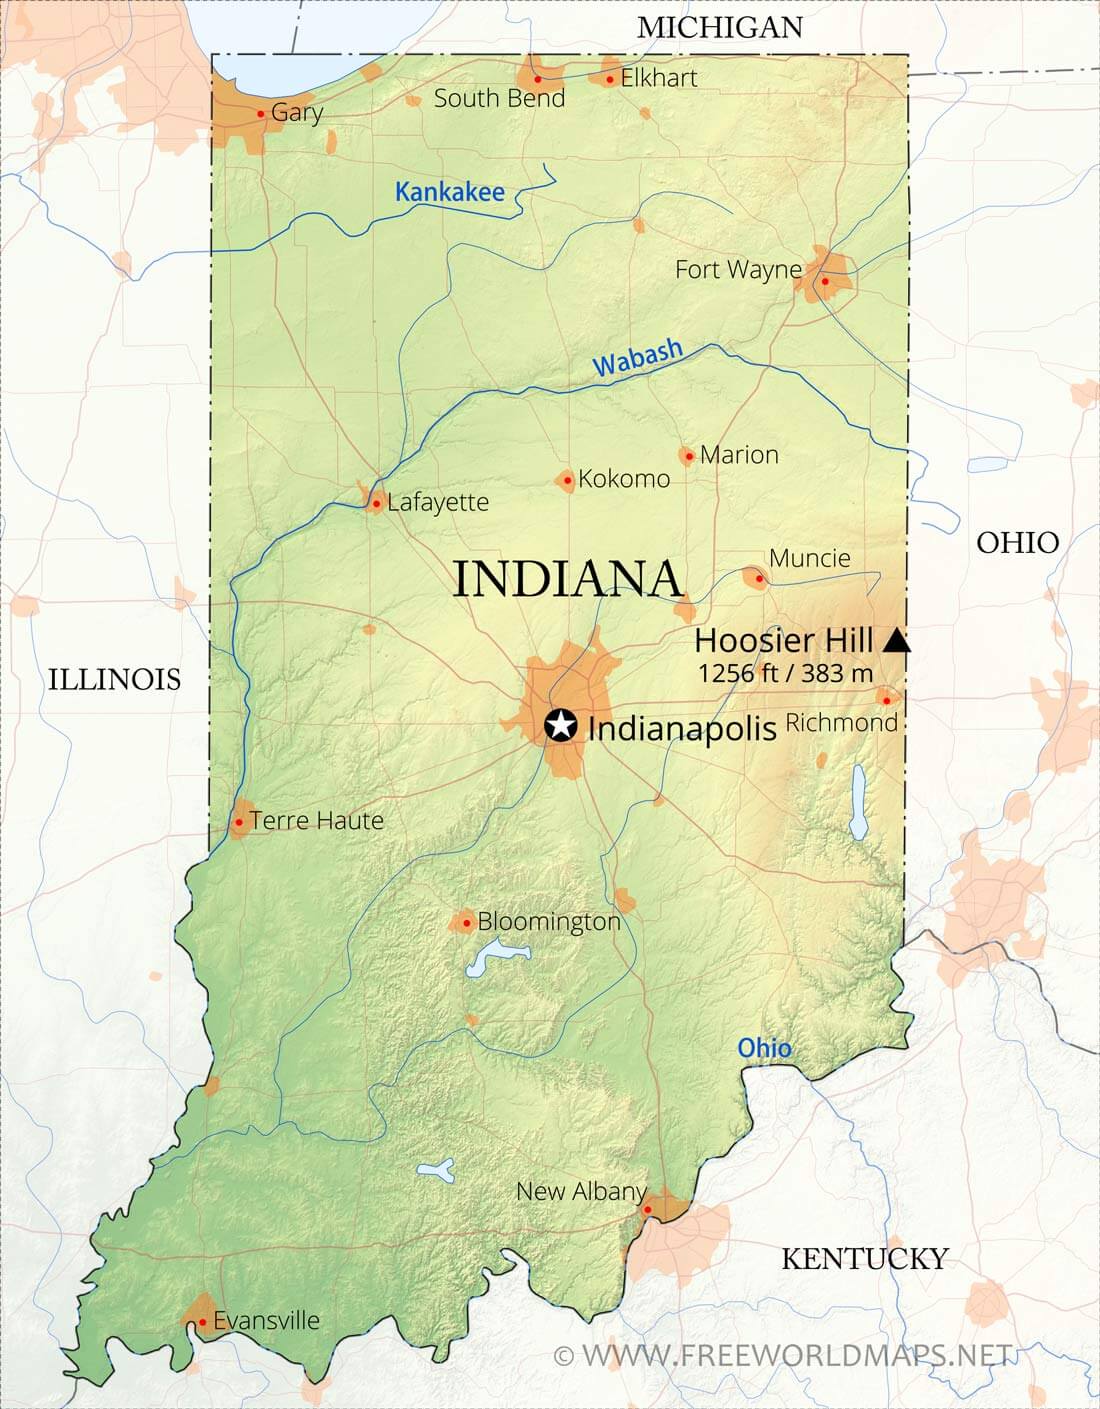 MICHIGAN
South Bend
Elkhart
Gary
Kankakee
Fort Wayne
Wabash
Marion
Kokomo
Lafayette
OHIO
Muncie
INDIANA
Hoosier Hill
1256 ft / 383 m
ILLINOIS
Richmond
Indianapolis
Terre Haute
Bloomington
Ohio
New Albany
KENTUCKY
Evansville
© WWW.FREEWORLDMAPS.NET